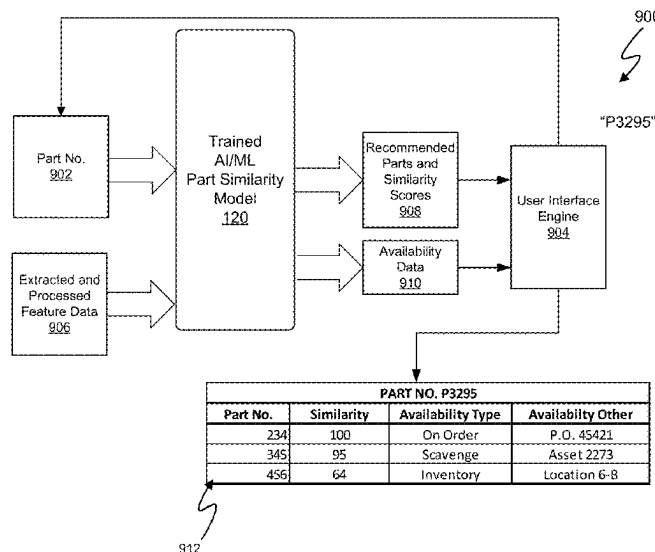 900
"P3295"
Part No.
902
Trained
AI/ML
Part Similarity
Model
120
Recommended
Parts and
Similarity
Scores
908
User Interface
Engine
904
Extracted and
Processed
Feature Data
906
Availability
Data
910
PART NO. P3295
Part No. Similarity Availability Type Availabilty Other
234 100 On Order P.O. 45421
345 95 Scavenge Asset 2273
456 64 Inventory Location 6-B
912